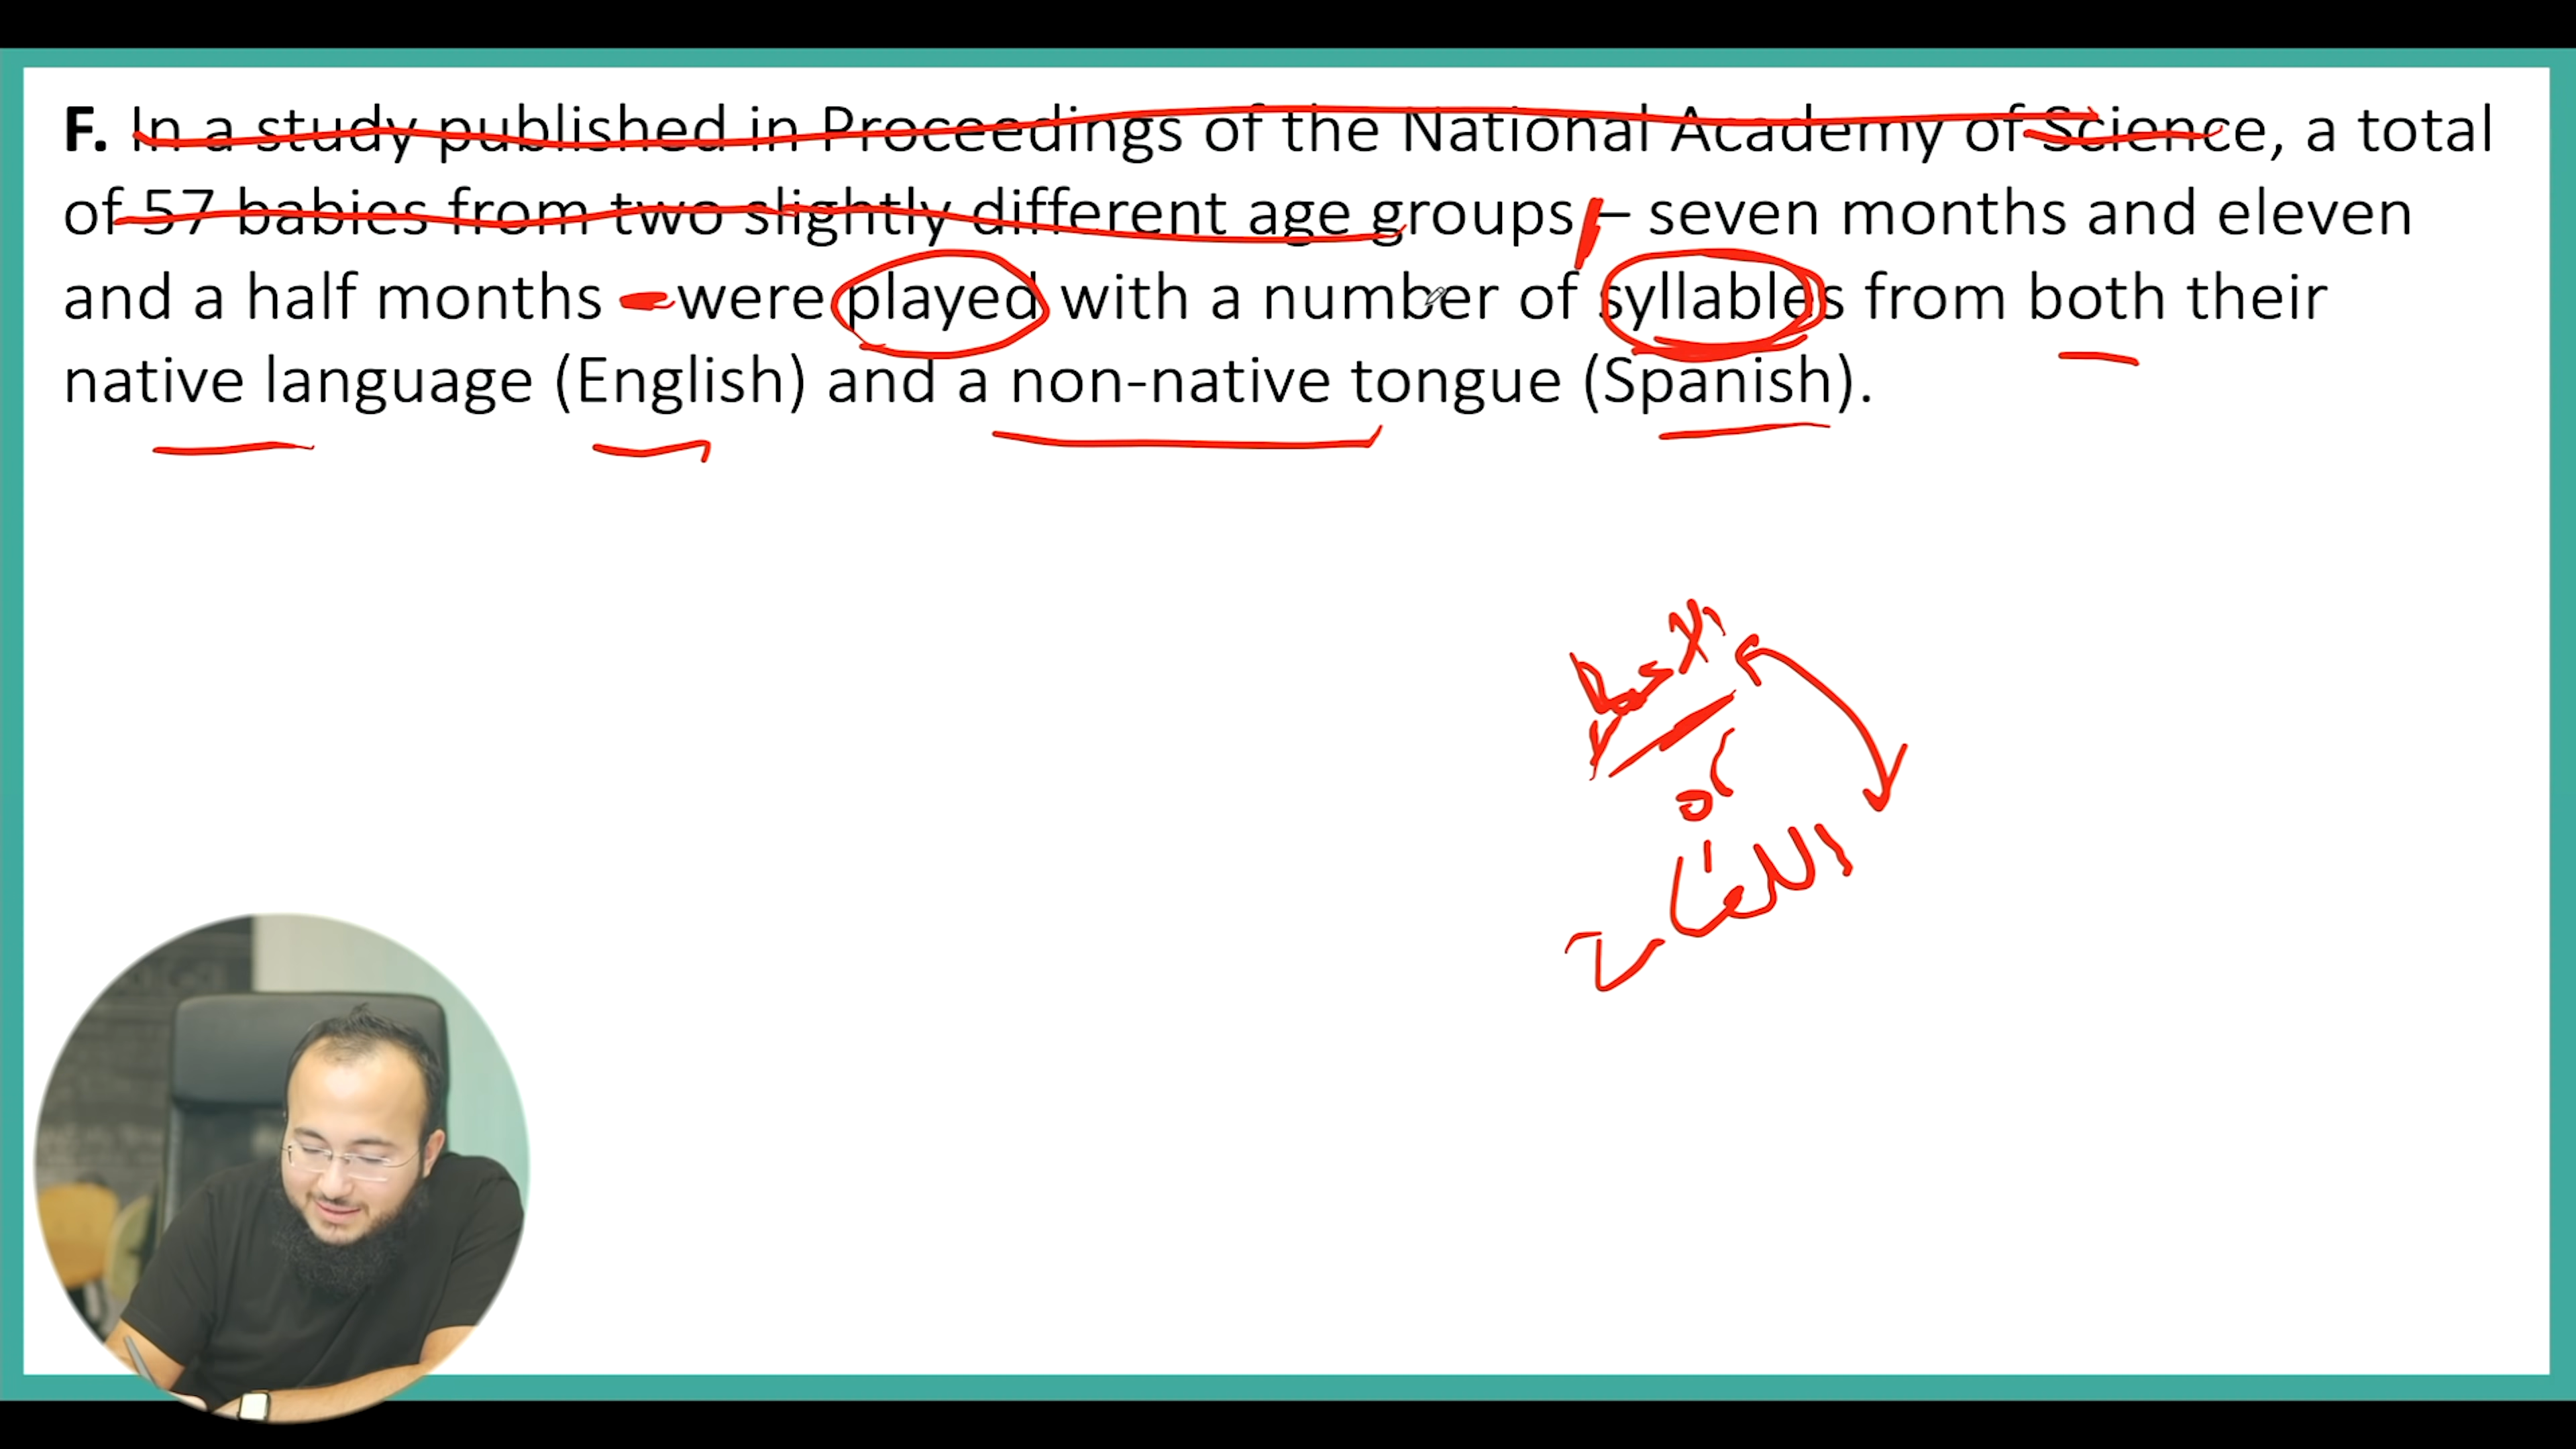 F. In a study published in Proceedings of the National Academy of Science, a total
of 57 babies from two slightly different age groups – seven months and eleven
and a half months – were played with a number of syllables from both their
native language (English) and a non-native tongue (Spanish).
or